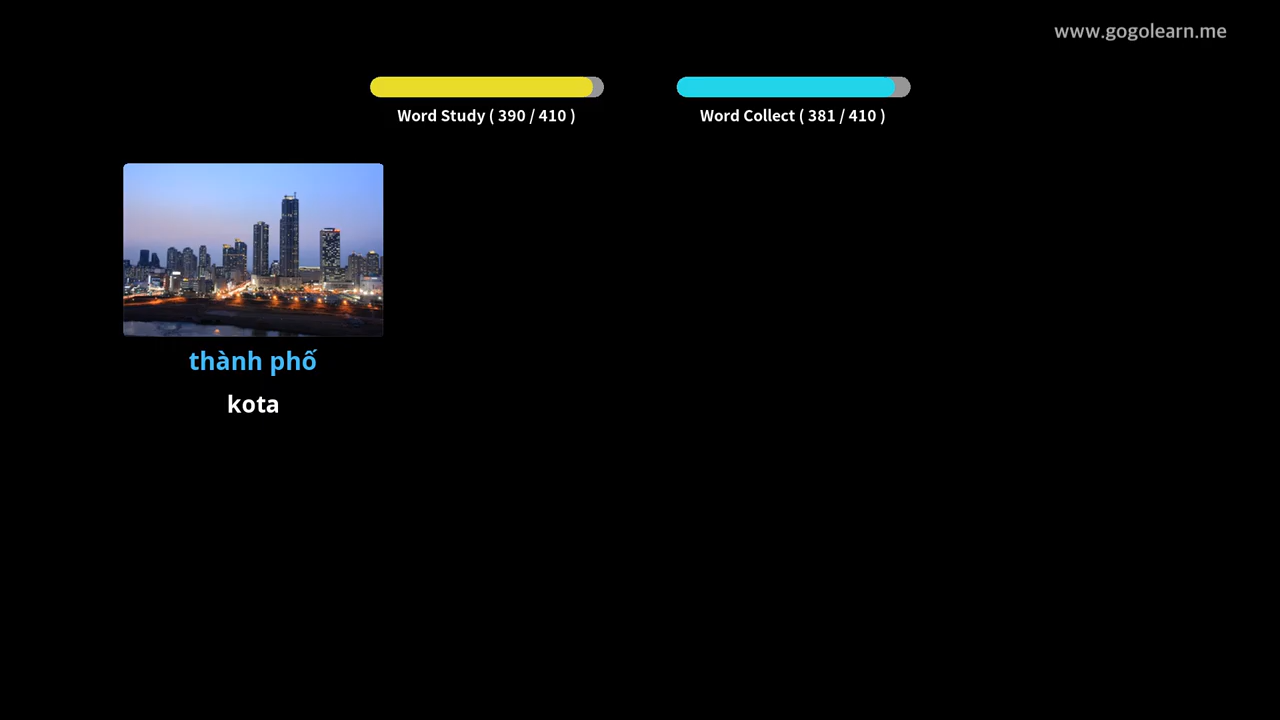 www.gogolearn.me
Word Study ( 390 / 410 )
Word Collect ( 381 / 410 )
thành phố
kota